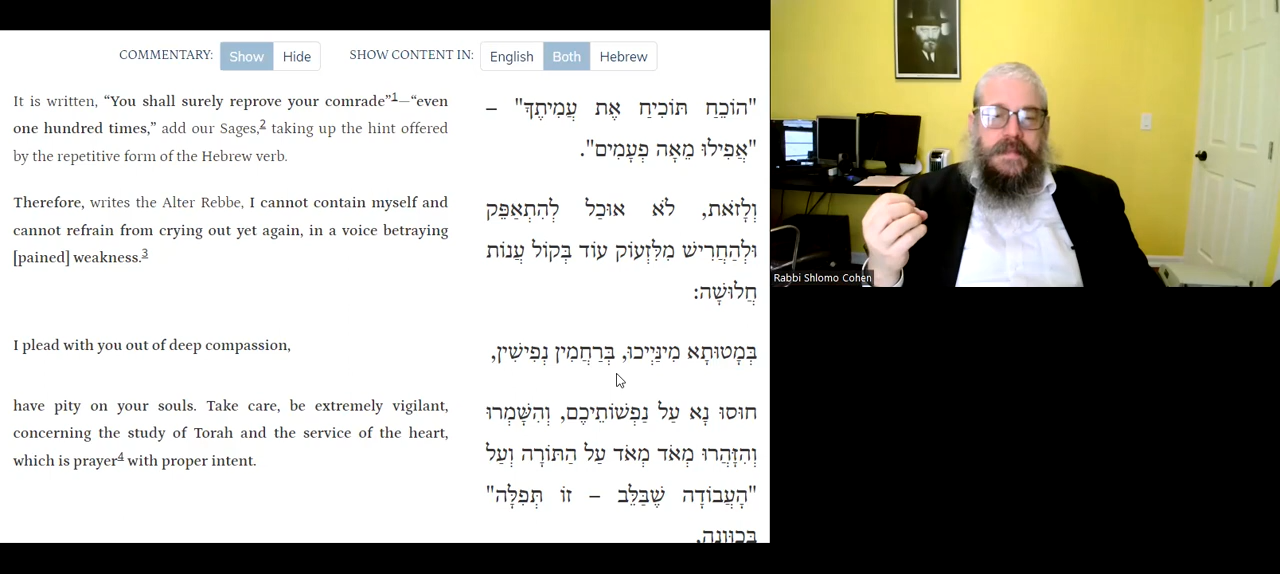 COMMENTARY: Show Hide SHOW CONTENT IN: English Both Hebrew
It is written, “You shall surely reprove your comrade”1—“even
one hundred times,” add our Sages,2 taking up the hint offered
by the repetitive form of the Hebrew verb.
"הוֹכֵחַ תּוֹכִיחַ אֶת עֲמִיתֶךָ" –
"אֲפִילוּ מֵאָה פְעָמִים".
Therefore, writes the Alter Rebbe, I cannot contain myself and
cannot refrain from crying out yet again, in a voice betraying
[pained] weakness.3
וְלָזֹאת, לֹא אוּכַל לְהִתְאַפֵּק
וּלְהַחֲרִישׁ מִלִּזְעוֹק עוֹד בְּקוֹל עֲנוֹת
חֲלוּשָׁה:
I plead with you out of deep compassion,
בְּמָטוּתָא מִינַּיְיכוּ, בְּרַחֲמִין נְפִישִׁין,
have pity on your souls. Take care, be extremely vigilant,
concerning the study of Torah and the service of the heart,
which is prayer4 with proper intent.
חוּסוּ נָא עַל נַפְשׁוֹתֵיכֶם, וְהִשָּׁמְרוּ
וְהִזָּהֲרוּ מְאֹד מְאֹד עַל הַתּוֹרָה וְעַל
"הָעֲבוֹדָה שֶׁבַּלֵּב – זוֹ תְּפִלָּה"
בְּכַוָּונָה,
Rabbi Shlomo Cohen